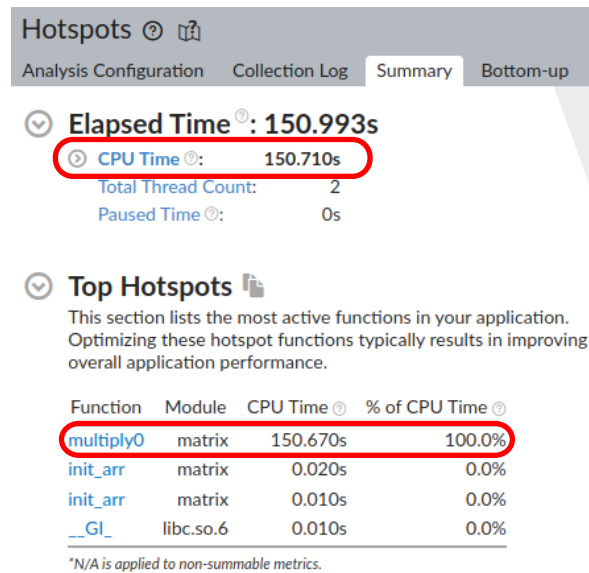 Hotspots
Analysis Configuration Collection Log Summary Bottom-up
Elapsed Time ?: 150.993s
CPU Time ?: 150.710s
Total Thread Count: 2
Paused Time ?: 0s
Top Hotspots
This section lists the most active functions in your application.
Optimizing these hotspot functions typically results in improving
overall application performance.
Function Module CPU Time ? % of CPU Time ?
multiply0 matrix 150.670s 100.0%
init_arr matrix 0.020s 0.0%
init_arr matrix 0.010s 0.0%
__GI_ libc.so.6 0.010s 0.0%
*N/A is applied to non-summable metrics.